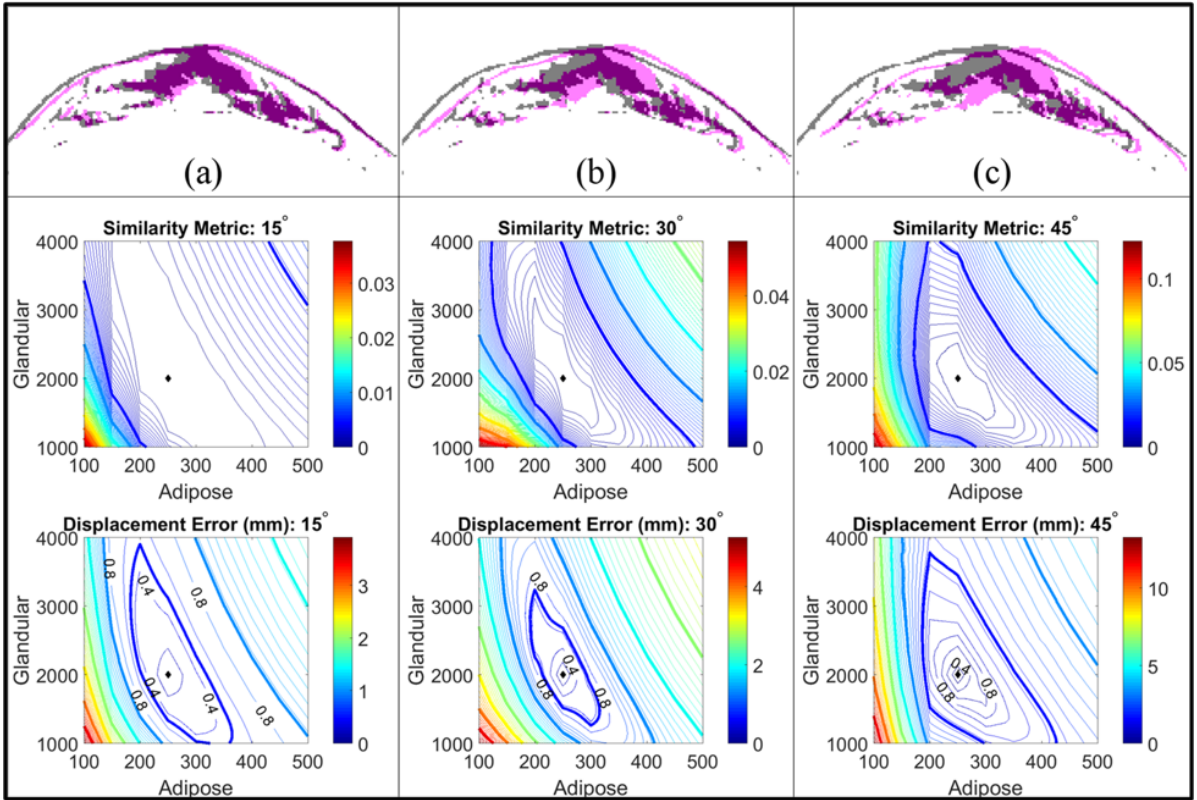 (a)
(b)
(c)
Similarity Metric: 15°
4000
3000
2000
1000
Glandular
100 200 300 400 500
Adipose
0.03
0.02
0.01
0
Similarity Metric: 30°
4000
3000
2000
1000
Glandular
100 200 300 400 500
Adipose
0.04
0.02
0
Similarity Metric: 45°
4000
3000
2000
1000
Glandular
100 200 300 400 500
Adipose
0.1
0.05
0
Displacement Error (mm): 15°
4000
3000
2000
1000
Glandular
0.8
0.4
0.8
0.4
0.8
0.4
0.8
100 200 300 400 500
Adipose
3
2
1
0
Displacement Error (mm): 30°
4000
3000
2000
1000
Glandular
0.8
0.4
0.8
0.8
100 200 300 400 500
Adipose
4
2
0
Displacement Error (mm): 45°
4000
3000
2000
1000
Glandular
0.4
0.8
0.8
100 200 300 400 500
Adipose
10
5
0